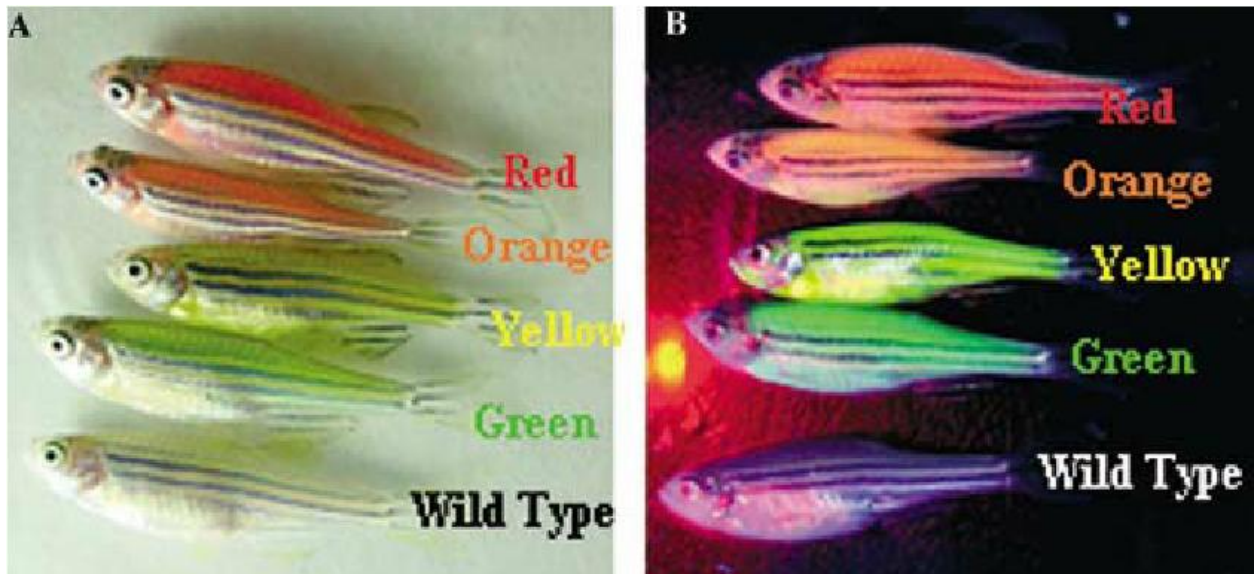 A
Red
Orange
Yellow
Green
Wild Type
B
Red
Orange
Yellow
Green
Wild Type